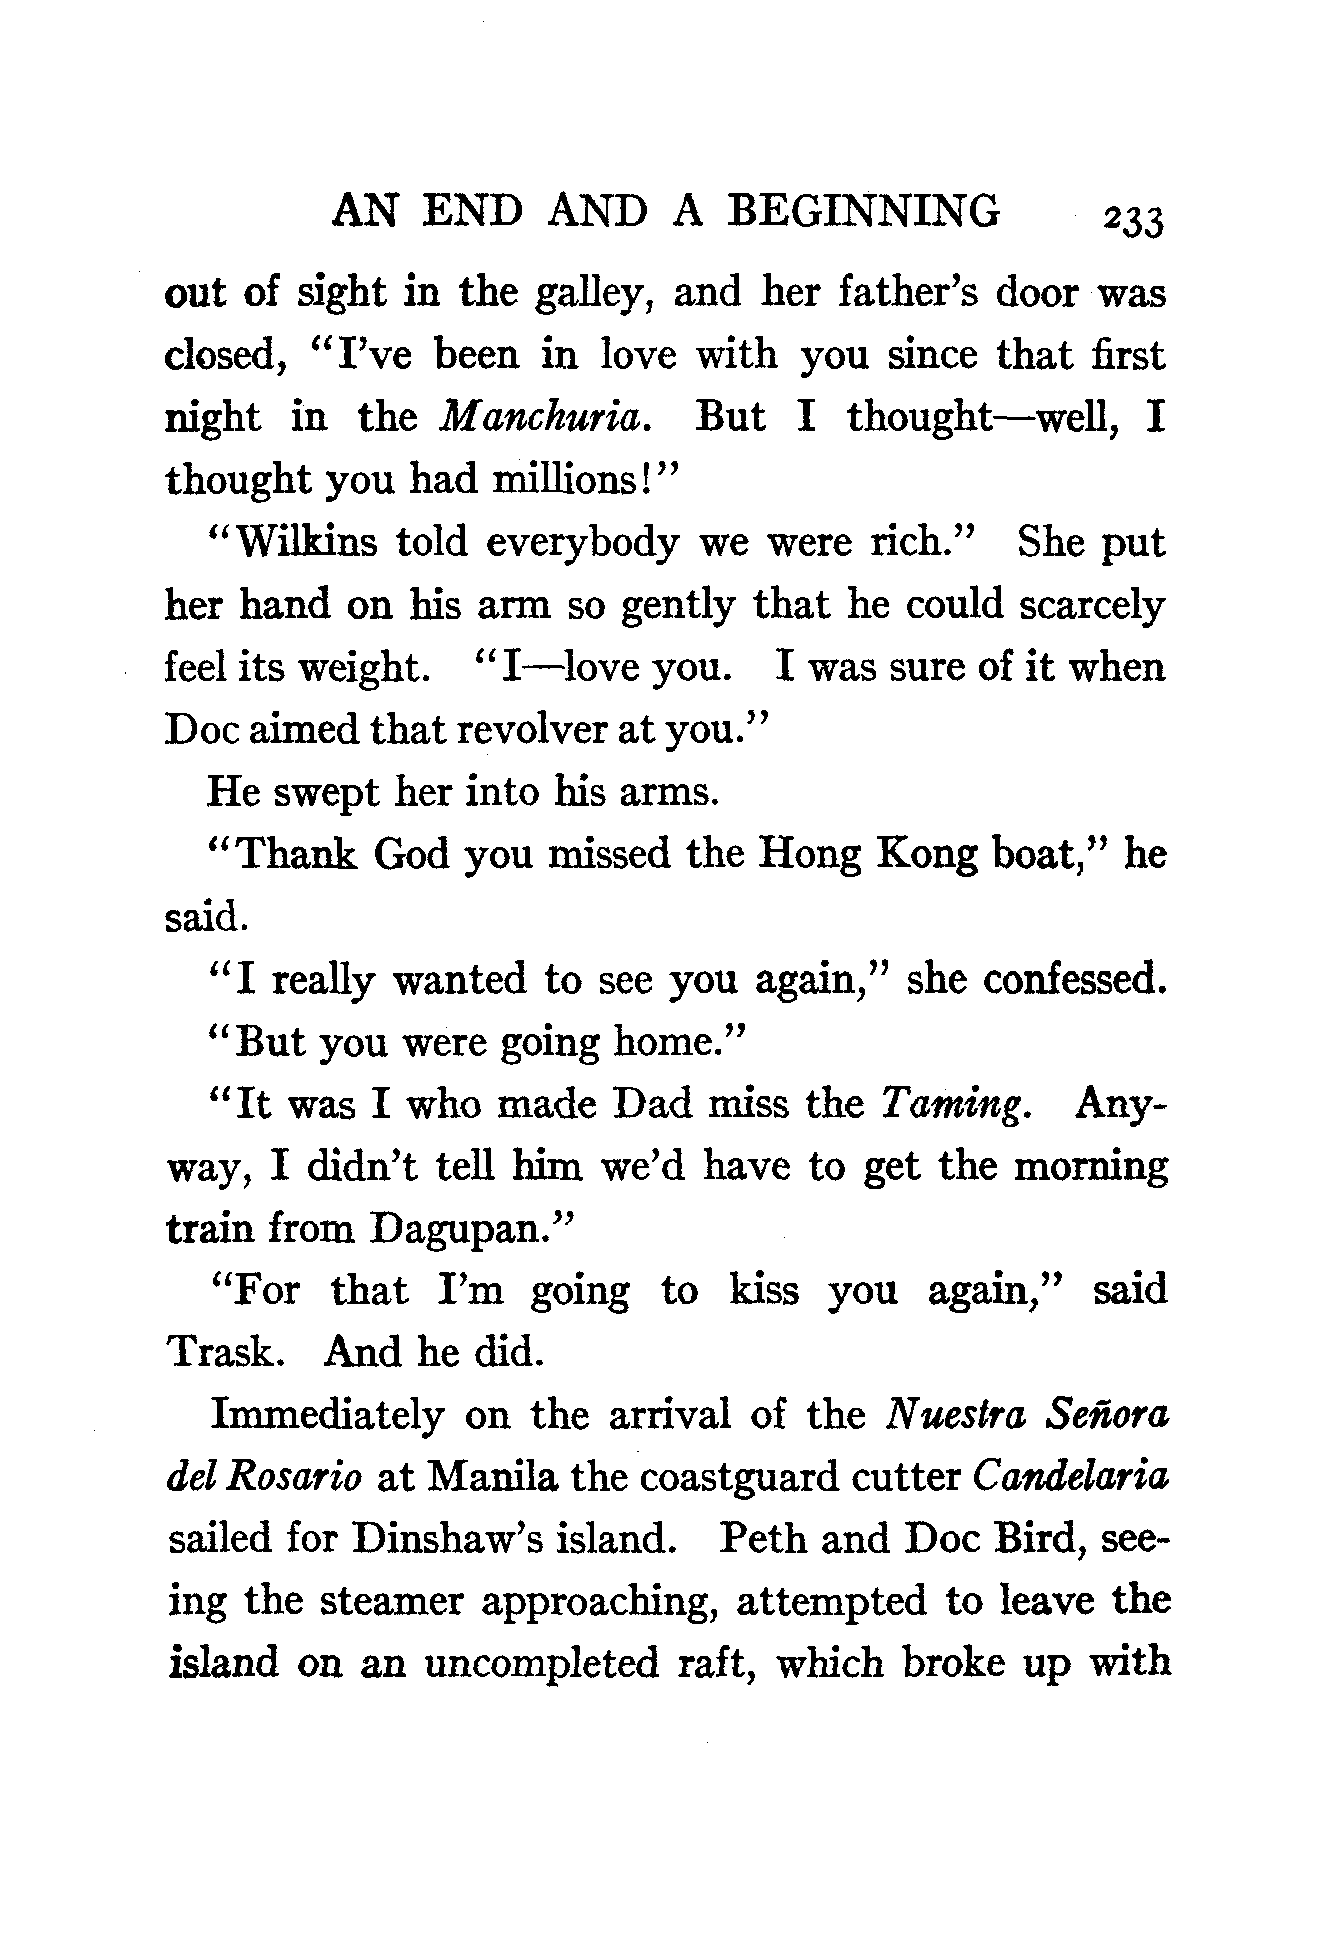 AN END AND A BEGINNING 233
out of sight in the galley, and her father's door was
closed, "I've been in love with you since that first
night in the Manchuria. But I thought—well, I
thought you had millions!"
"Wilkins told everybody we were rich." She put
her hand on his arm so gently that he could scarcely
feel its weight. "I—love you. I was sure of it when
Doc aimed that revolver at you."
He swept her into his arms.
"Thank God you missed the Hong Kong boat," he
said.
"I really wanted to see you again," she confessed.
"But you were going home."
"It was I who made Dad miss the Taming. Any-
way, I didn't tell him we'd have to get the morning
train from Dagupan."
"For that I'm going to kiss you again," said
Trask. And he did.
Immediately on the arrival of the Nuestra Señora
del Rosario at Manila the coastguard cutter Candelaria
sailed for Dinshaw's island. Peth and Doc Bird, see-
ing the steamer approaching, attempted to leave the
island on an uncompleted raft, which broke up with